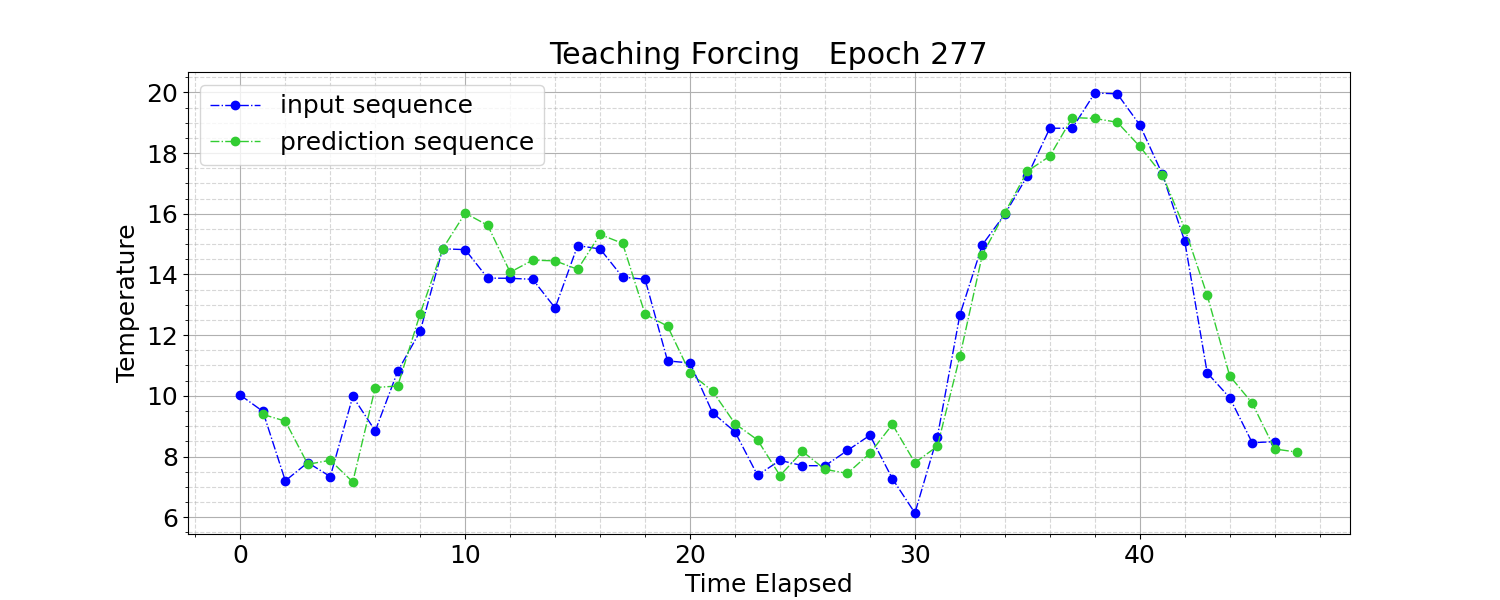 Teaching Forcing   Epoch 277
input sequence
prediction sequence
Temperature
20
18
16
14
12
10
8
6
0 10 20 30 40
Time Elapsed